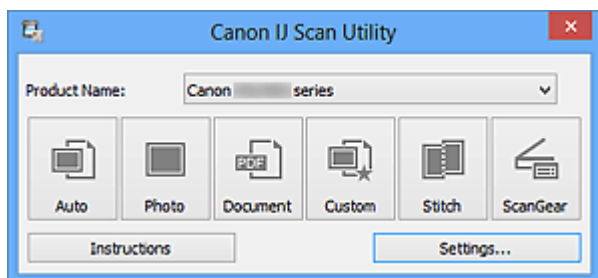 Canon IJ Scan Utility
Product Name: Canon series
PDF
Auto Photo Document Custom Stitch ScanGear
Instructions Settings...